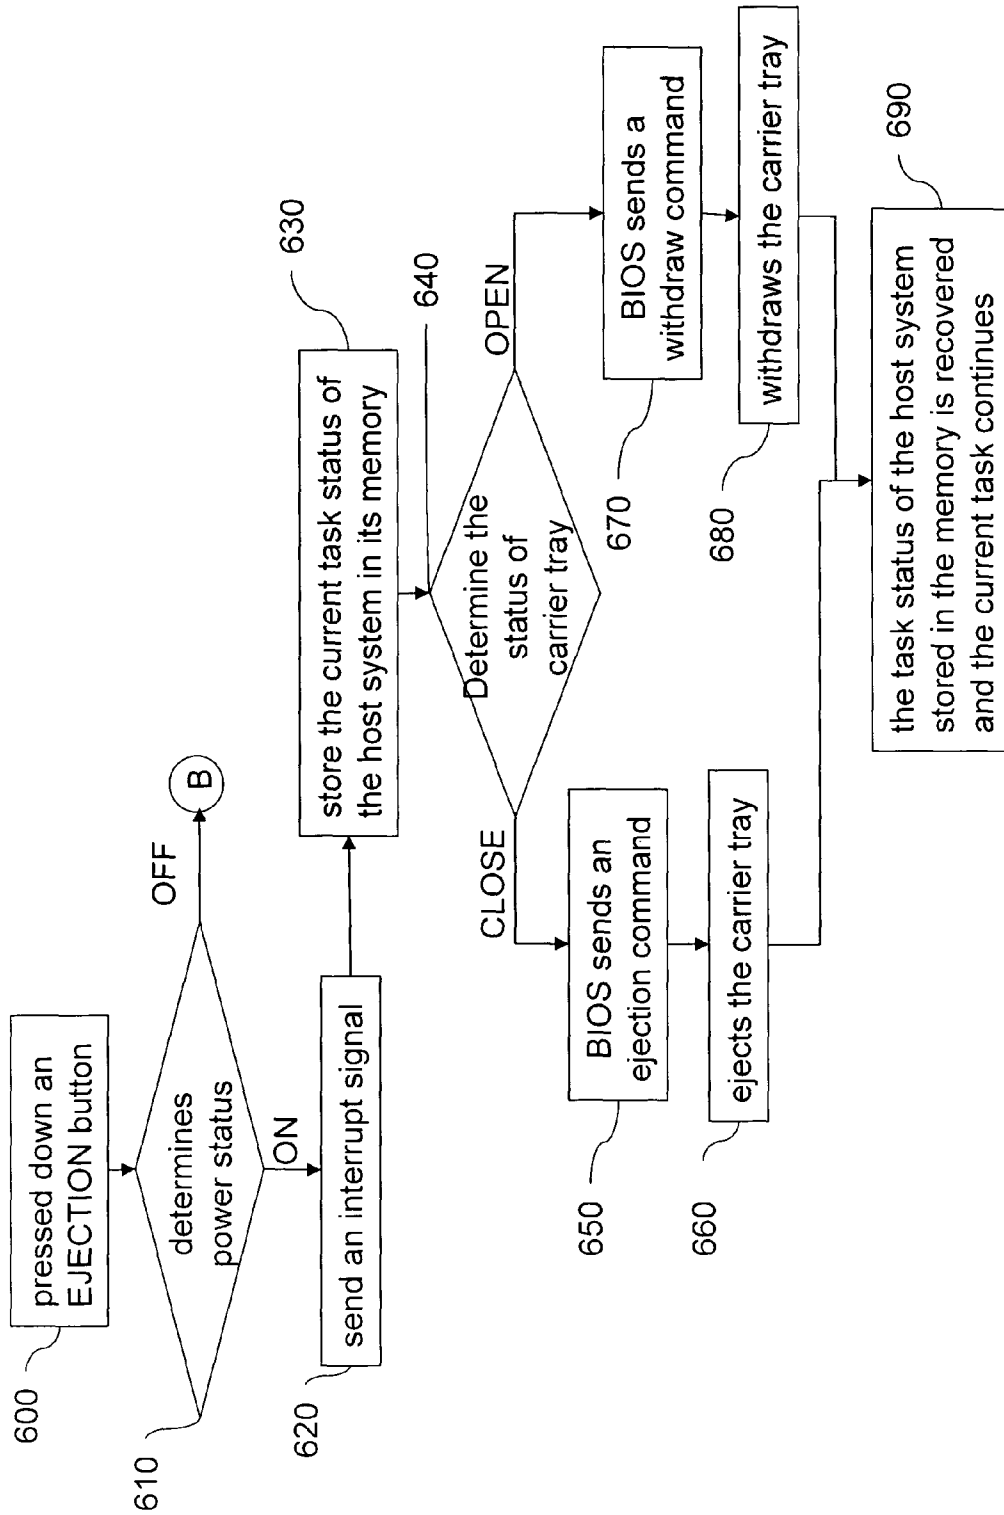 600
pressed down an
EJECTION button
610
determines
power status
OFF
B
ON
620
send an interrupt signal
630
store the current task status of
the host system in its memory
640
Determine the
status of
carrier tray
CLOSE
OPEN
650
BIOS sends an
ejection command
660
ejects the carrier tray
670
BIOS sends a
withdraw command
680
withdraws the carrier tray
690
the task status of the host system
stored in the memory is recovered
and the current task continues